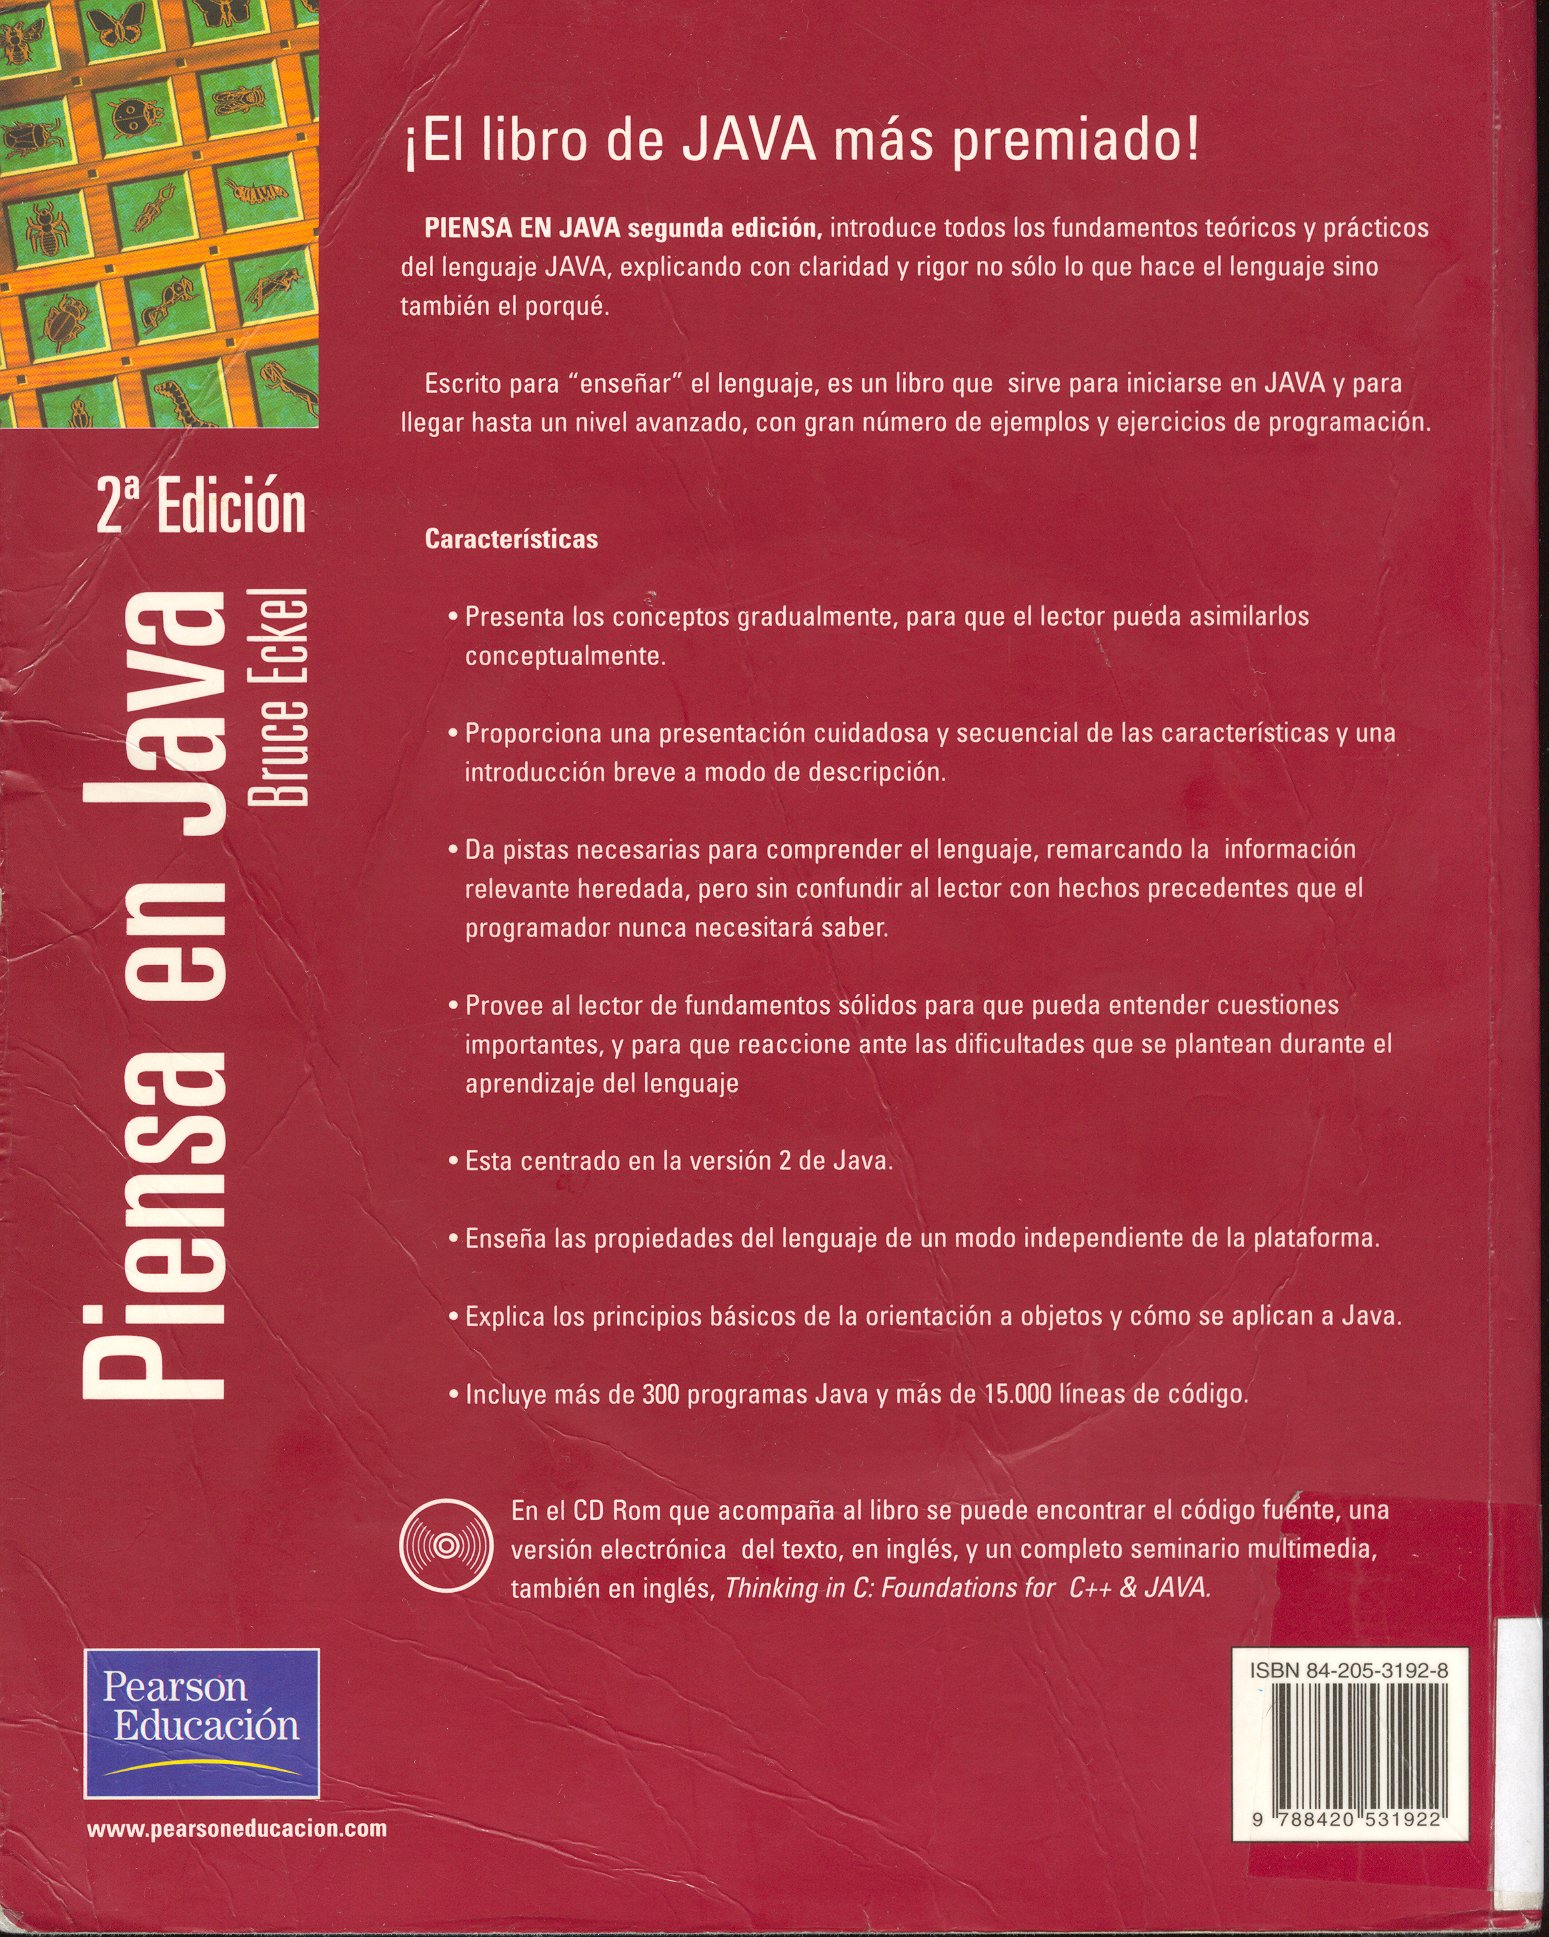 ¡El libro de JAVA más premiado!
PIENSA EN JAVA segunda edición, introduce todos los fundamentos teóricos y prácticos
del lenguaje JAVA, explicando con claridad y rigor no sólo lo que hace el lenguaje sino
también el porqué.
Escrito para “enseñar” el lenguaje, es un libro que sirve para iniciarse en JAVA y para
llegar hasta un nivel avanzado, con gran número de ejemplos y ejercicios de programación.
2ª Edición
Piensa en Java
Bruce Eckel
Características
• Presenta los conceptos gradualmente, para que el lector pueda asimilarlos
conceptualmente.
• Proporciona una presentación cuidadosa y secuencial de las características y una
introducción breve a modo de descripción.
• Da pistas necesarias para comprender el lenguaje, remarcando la información
relevante heredada, pero sin confundir al lector con hechos precedentes que el
programador nunca necesitará saber.
• Provee al lector de fundamentos sólidos para que pueda entender cuestiones
importantes, y para que reaccione ante las dificultades que se plantean durante el
aprendizaje del lenguaje
• Esta centrado en la versión 2 de Java.
• Enseña las propiedades del lenguaje de un modo independiente de la plataforma.
• Explica los principios básicos de la orientación a objetos y cómo se aplican a Java.
• Incluye más de 300 programas Java y más de 15.000 líneas de código.
En el CD Rom que acompaña al libro se puede encontrar el código fuente, una
versión electrónica del texto, en inglés, y un completo seminario multimedia,
también en inglés, Thinking in C: Foundations for C++ & JAVA.
Pearson
Educación
www.pearsoneducacion.com
ISBN 84-205-3192-8
9 788420 531922